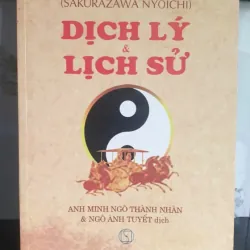 (SAKURAZAWA NYOICHI)
DỊCH LÝ
&
LỊCH SỬ
ANH MINH NGÔ THÀNH NHÂN
& NGÔ ÁNH TUYẾT dịch